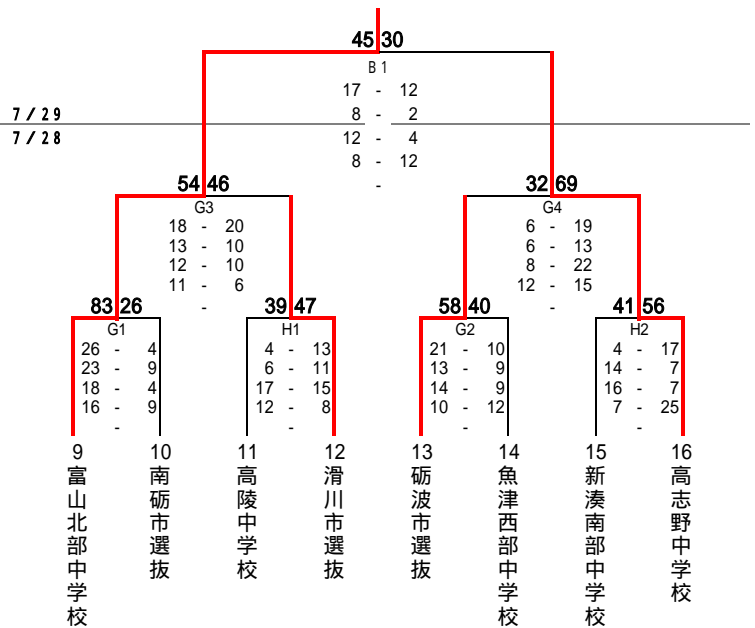 45 30
B 1
17 - 12
7/29
8 - 2
7/28
12 - 4
8 - 12
-
54 46
32 69
G3
G4
18 - 20
6 - 19
13 - 10
6 - 13
12 - 10
8 - 22
11 - 6
12 - 15
-
-
83 26
39 47
58 40
41 56
G1
H1
G2
H2
26 - 4
4 - 13
21 - 10
4 - 17
23 - 9
6 - 11
13 - 9
14 - 7
18 - 4
17 - 15
14 - 9
16 - 7
16 - 9
12 - 8
10 - 12
7 - 25
-
-
-
-
9
富山北部中学校
10
南砺市選抜
11
高陵中学校
12
滑川市選抜
13
砺波市選抜
14
魚津西部中学校
15
新湊南部中学校
16
高志野中学校